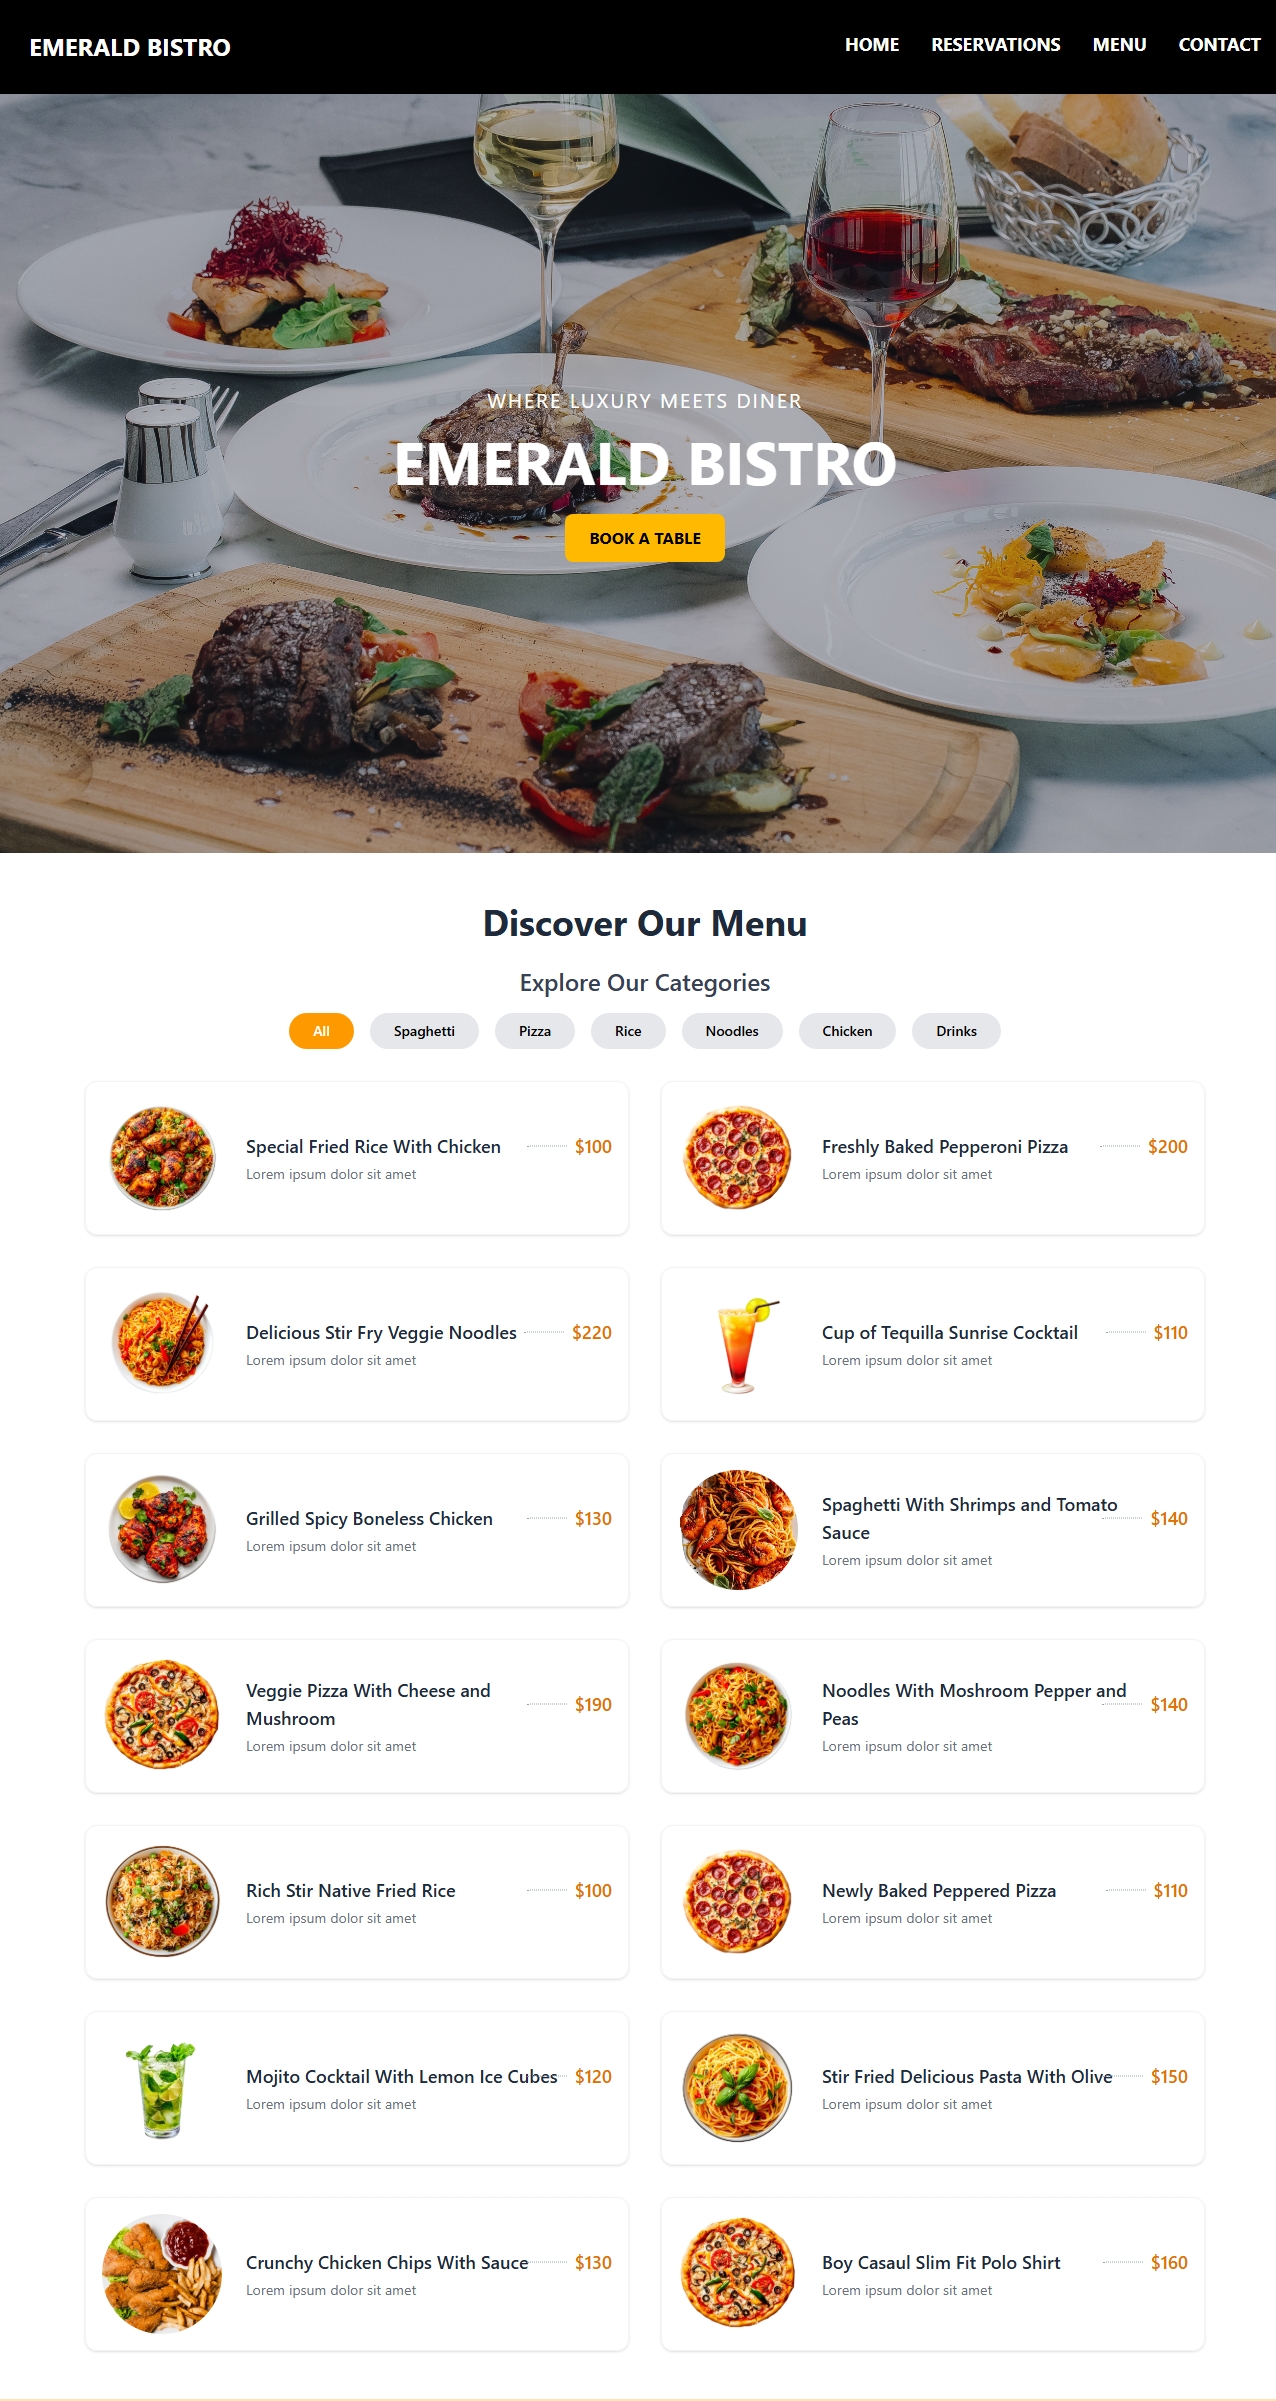 EMERALD BISTRO
HOME RESERVATIONS MENU CONTACT
WHERE LUXURY MEETS DINER
EMERALD BISTRO
BOOK A TABLE
Discover Our Menu
Explore Our Categories
All Spaghetti Pizza Rice Noodles Chicken Drinks
Special Fried Rice With Chicken $100
Lorem ipsum dolor sit amet
Freshly Baked Pepperoni Pizza $200
Lorem ipsum dolor sit amet
Delicious Stir Fry Veggie Noodles $220
Lorem ipsum dolor sit amet
Cup of Tequilla Sunrise Cocktail $110
Lorem ipsum dolor sit amet
Grilled Spicy Boneless Chicken $130
Lorem ipsum dolor sit amet
Spaghetti With Shrimps and Tomato
Sauce $140
Lorem ipsum dolor sit amet
Veggie Pizza With Cheese and
Mushroom $190
Lorem ipsum dolor sit amet
Noodles With Moshroom Pepper and
Peas $140
Lorem ipsum dolor sit amet
Rich Stir Native Fried Rice $100
Lorem ipsum dolor sit amet
Newly Baked Peppered Pizza $110
Lorem ipsum dolor sit amet
Mojito Cocktail With Lemon Ice Cubes $120
Lorem ipsum dolor sit amet
Stir Fried Delicious Pasta With Olive $150
Lorem ipsum dolor sit amet
Crunchy Chicken Chips With Sauce $130
Lorem ipsum dolor sit amet
Boy Casaul Slim Fit Polo Shirt $160
Lorem ipsum dolor sit amet